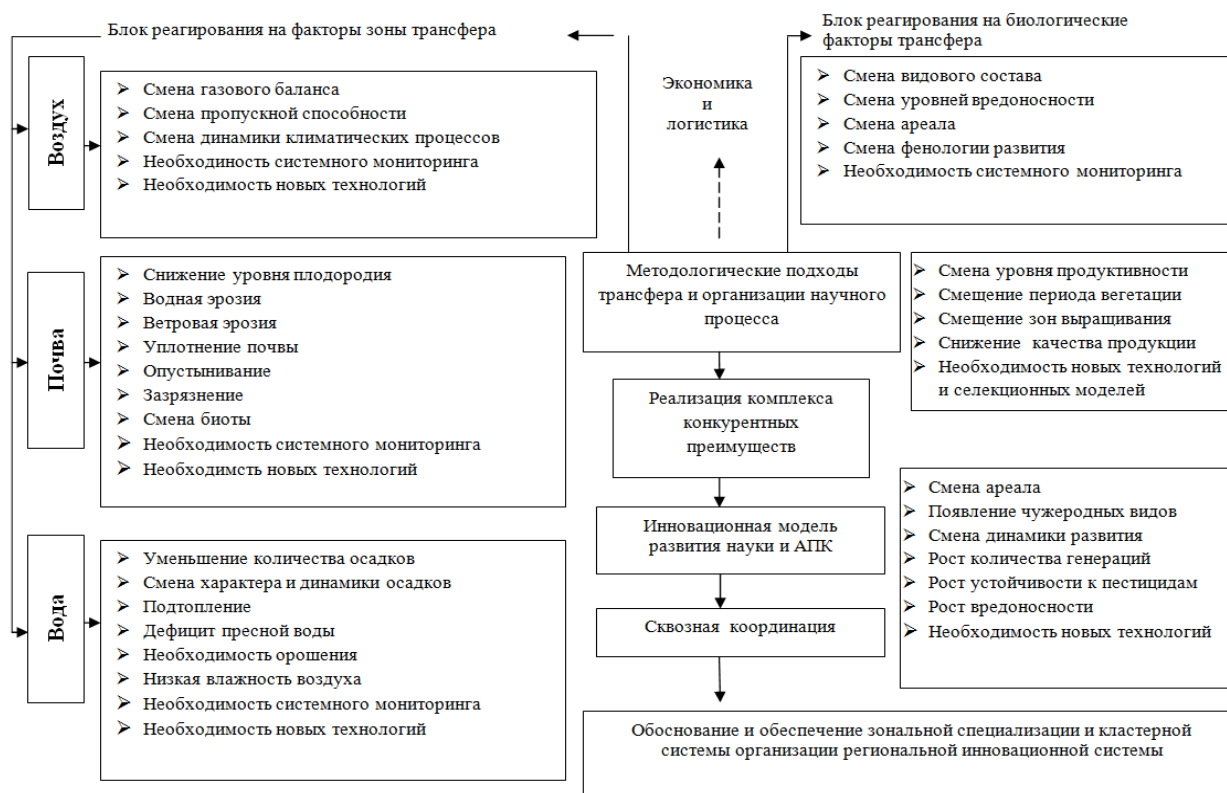 Блок реагирования на факторы зоны трансфера
Воздух
Смена газового баланса
Смена пропускной способности
Смена динамики климатических процессов
Необходиность системного мониторинга
Необходимость новых технологий
Почва
Снижение уровня плодородия
Водная эрозия
Ветровая эрозия
Уплотнение почвы
Опустынивание
Зазрязнение
Смена биоты
Необходимость системного мониторинга
Необходимсть новых технологий
Вода
Уменьшение количества осадков
Смена характера и динамики осадков
Подтопление
Дефицит пресной воды
Необходимость орошения
Низкая влажность воздуха
Необходимость системного мониторинга
Необходимость новых технологий
Экономика
и
логистика
Методологические подходы
трансфера и организации научного
процесса
Реализация комплекса
конкурентных
преимуществ
Инновационная модель
развития науки и АПК
Сквозная координация
Обоснование и обеспечение зональной специализации и кластерной
системы организации региональной инновационной системы
Блок реагирования на биологические
факторы трансфера
Смена видового состава
Смена уровней вредоносности
Смена ареала
Смена фенологии развития
Необходимость системного мониторинга
Смена уровня продуктивности
Смещение периода вегетации
Смещение зон выращивания
Снижение качества продукции
Необходимость новых технологий
и селекционных моделей
Смена ареала
Появление чужеродных видов
Смена динамики развития
Рост количества генераций
Рост устойчивости к пестицидам
Рост вредоносности
Необходимость новых технологий